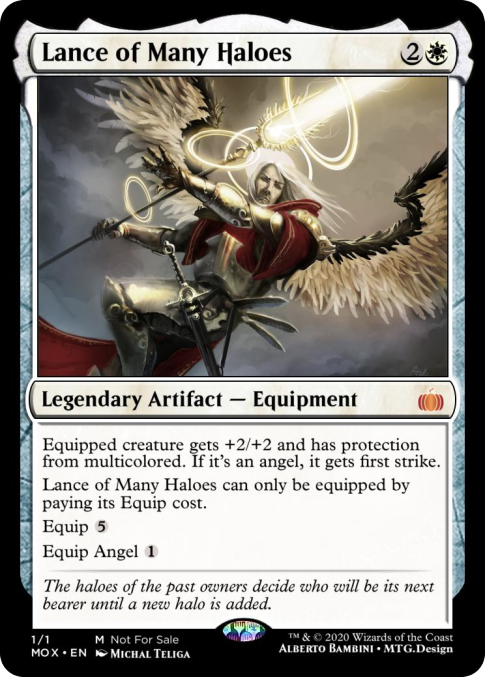 Lance of Many Haloes 2
Legendary Artifact — Equipment
Equipped creature gets +2/+2 and has protection
from multicolored. If it's an angel, it gets first strike.
Lance of Many Haloes can only be equipped by
paying its Equip cost.
Equip 5
Equip Angel 1
The haloes of the past owners decide who will be its next
bearer until a new halo is added.
1/1 M Not For Sale ™ & © 2020 Wizards of the Coast
MOX • EN Michal Teliga Alberto Bambini • MTG.Design